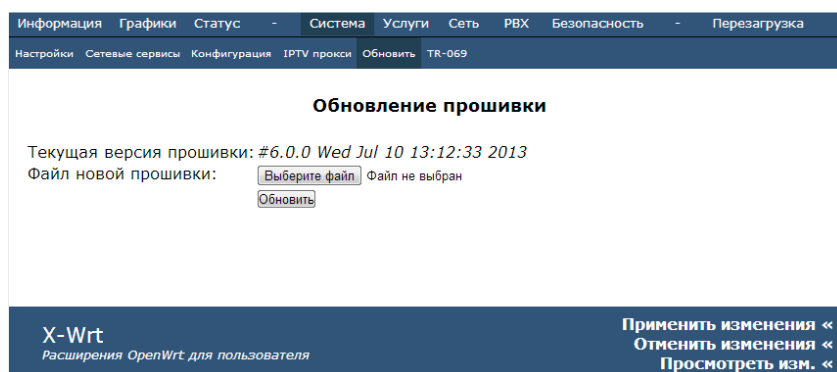 Информация Графики Статус - Система Услуги Сеть PBX Безопасность - Перезагрузка
Настройки Сетевые сервисы Конфигурация IPTV прокси Обновить TR-069
Обновление прошивки
Текущая версия прошивки: #6.0.0 Wed Jul 10 13:12:33 2013
Файл новой прошивки: Выберите файл Файл не выбран
Обновить
X-Wrt
Расширения OpenWrt для пользователя
Применить изменения «
Отменить изменения «
Просмотреть изм. «